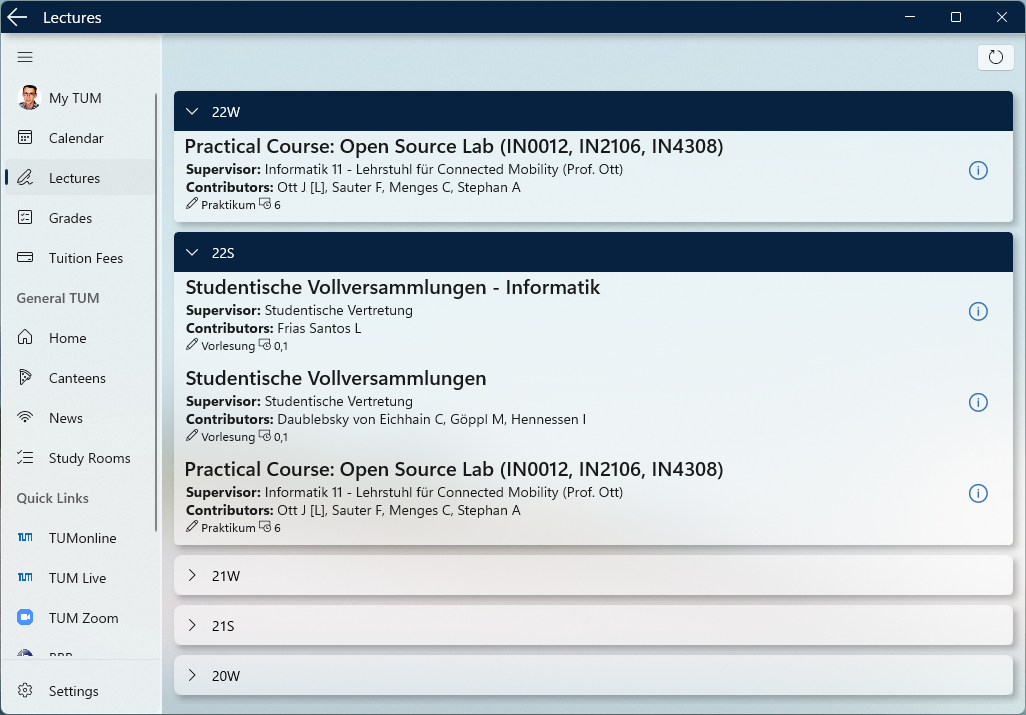 Lectures
My TUM
Calendar
Lectures
Grades
Tuition Fees
General TUM
Home
Canteens
News
Study Rooms
Quick Links
TUMonline
TUM Live
TUM Zoom
BBB
Settings
22W
Practical Course: Open Source Lab (IN0012, IN2106, IN4308)
Supervisor: Informatik 11 - Lehrstuhl für Connected Mobility (Prof. Ott)
Contributors: Ott J [L], Sauter F, Menges C, Stephan A
Praktikum 6
22S
Studentische Vollversammlungen - Informatik
Supervisor: Studentische Vertretung
Contributors: Frias Santos L
Vorlesung 0,1
Studentische Vollversammlungen
Supervisor: Studentische Vertretung
Contributors: Daublebsky von Eichhain C, Göppl M, Hennessen I
Vorlesung 0,1
Practical Course: Open Source Lab (IN0012, IN2106, IN4308)
Supervisor: Informatik 11 - Lehrstuhl für Connected Mobility (Prof. Ott)
Contributors: Ott J [L], Sauter F, Menges C, Stephan A
Praktikum 6
21W
21S
20W